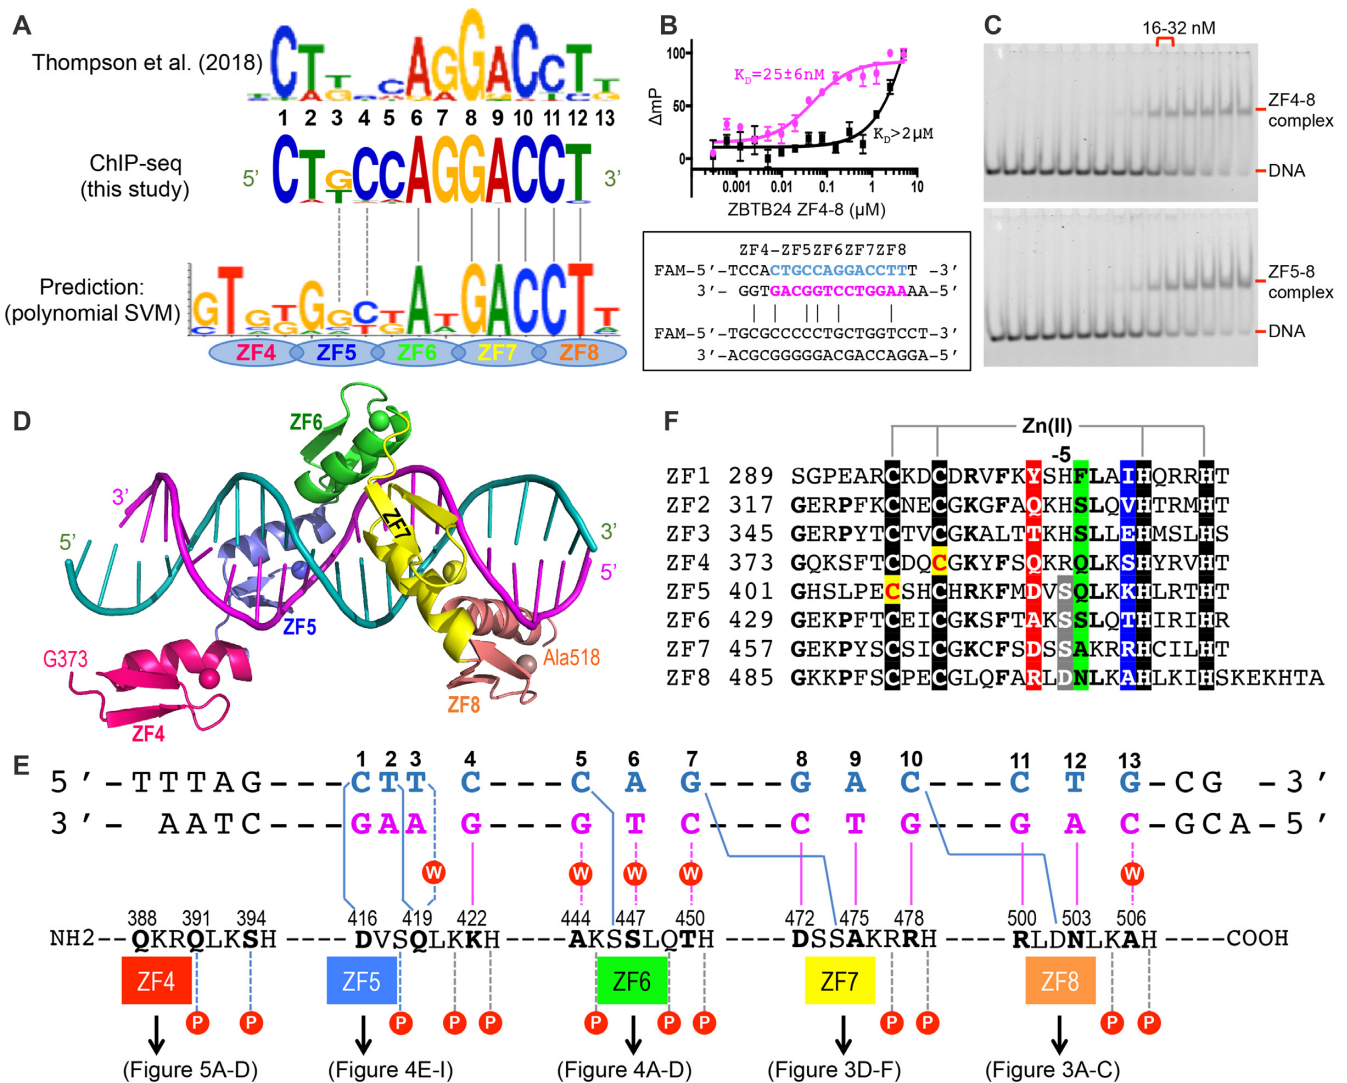 A
Thompson et al. (2018)
1 2 3 4 5 6 7 8 9 10 11 12 13
ChIP-seq
(this study)
5’ CTGCCAGGACCT 3’
Prediction:
(polynomial SVM)
ZF4 ZF5 ZF6 ZF7 ZF8
B
100
50
0
ΔmP
KD=25±6nM
KD>2μM
0.001 0.01 0.1 1 10
ZBTB24 ZF4-8 (μM)
ZF4-ZF5ZF6ZF7ZF8
FAM-5’-TCCACTGCCAGGACCTTT -3’
3’- GGTGACGGTCCTGGAAAA-5’
FAM-5’-TGCGCCCCCTGCTGGTCCT-3’
3’-ACGCGGGGGACGACCAGGA-5’
C
16-32 nM
ZF4-8
complex
DNA
ZF5-8
complex
DNA
D
ZF6
3’
5’
ZF7
3’
5’
ZF5
G373
ZF4
Ala518
ZF8
F
Zn(II)
-5
ZF1 289 SGPEARCKDCDRVFKYSHFLAIHQRRHT
ZF2 317 GERPFKCNECGKGFAQKHSLQVHTRMHT
ZF3 345 GERPYTCTVCGKALTTKHSLLEHMSLHS
ZF4 373 GQKSFTCDQCGKYFSQKRQLKSHYRVHT
ZF5 401 GHSLPECSHCHRKFMDVSQLKKHLRTHT
ZF6 429 GEKPFTCEICGKSFTAKSSLQTHIRIHR
ZF7 457 GEKPYSCSICGKCFSDSSAKRRHCILHT
ZF8 485 GKKPFSCPECGLQFARLDNLKAHLKIHSKEKHTA
E
1 2 3 4 5 6 7 8 9 10 11 12 13
5 ’ – T T T A G – – – – C T T – C – – – – C A G – – – – G A C – – – – C T G – C G – 3 ’
3 ’ – A A T C – – – – G A A – G – – – – G T C – – – – C T G – – – – G A C – G C A – 5 ’
W W W W W
388 391 394 416 419 422 444 447 450 472 475 478 500 503 506
NH2-- QKRQLKSH ----- DVSQLKKH ---- AKSSLQTH ---- DSSAKRRH ----- RLDNLKAH -----COOH
ZF4 ZF5 ZF6 ZF7 ZF8
P P P P P P P P P P P P
(Figure 5A-D) (Figure 4E-I) (Figure 4A-D) (Figure 3D-F) (Figure 3A-C)